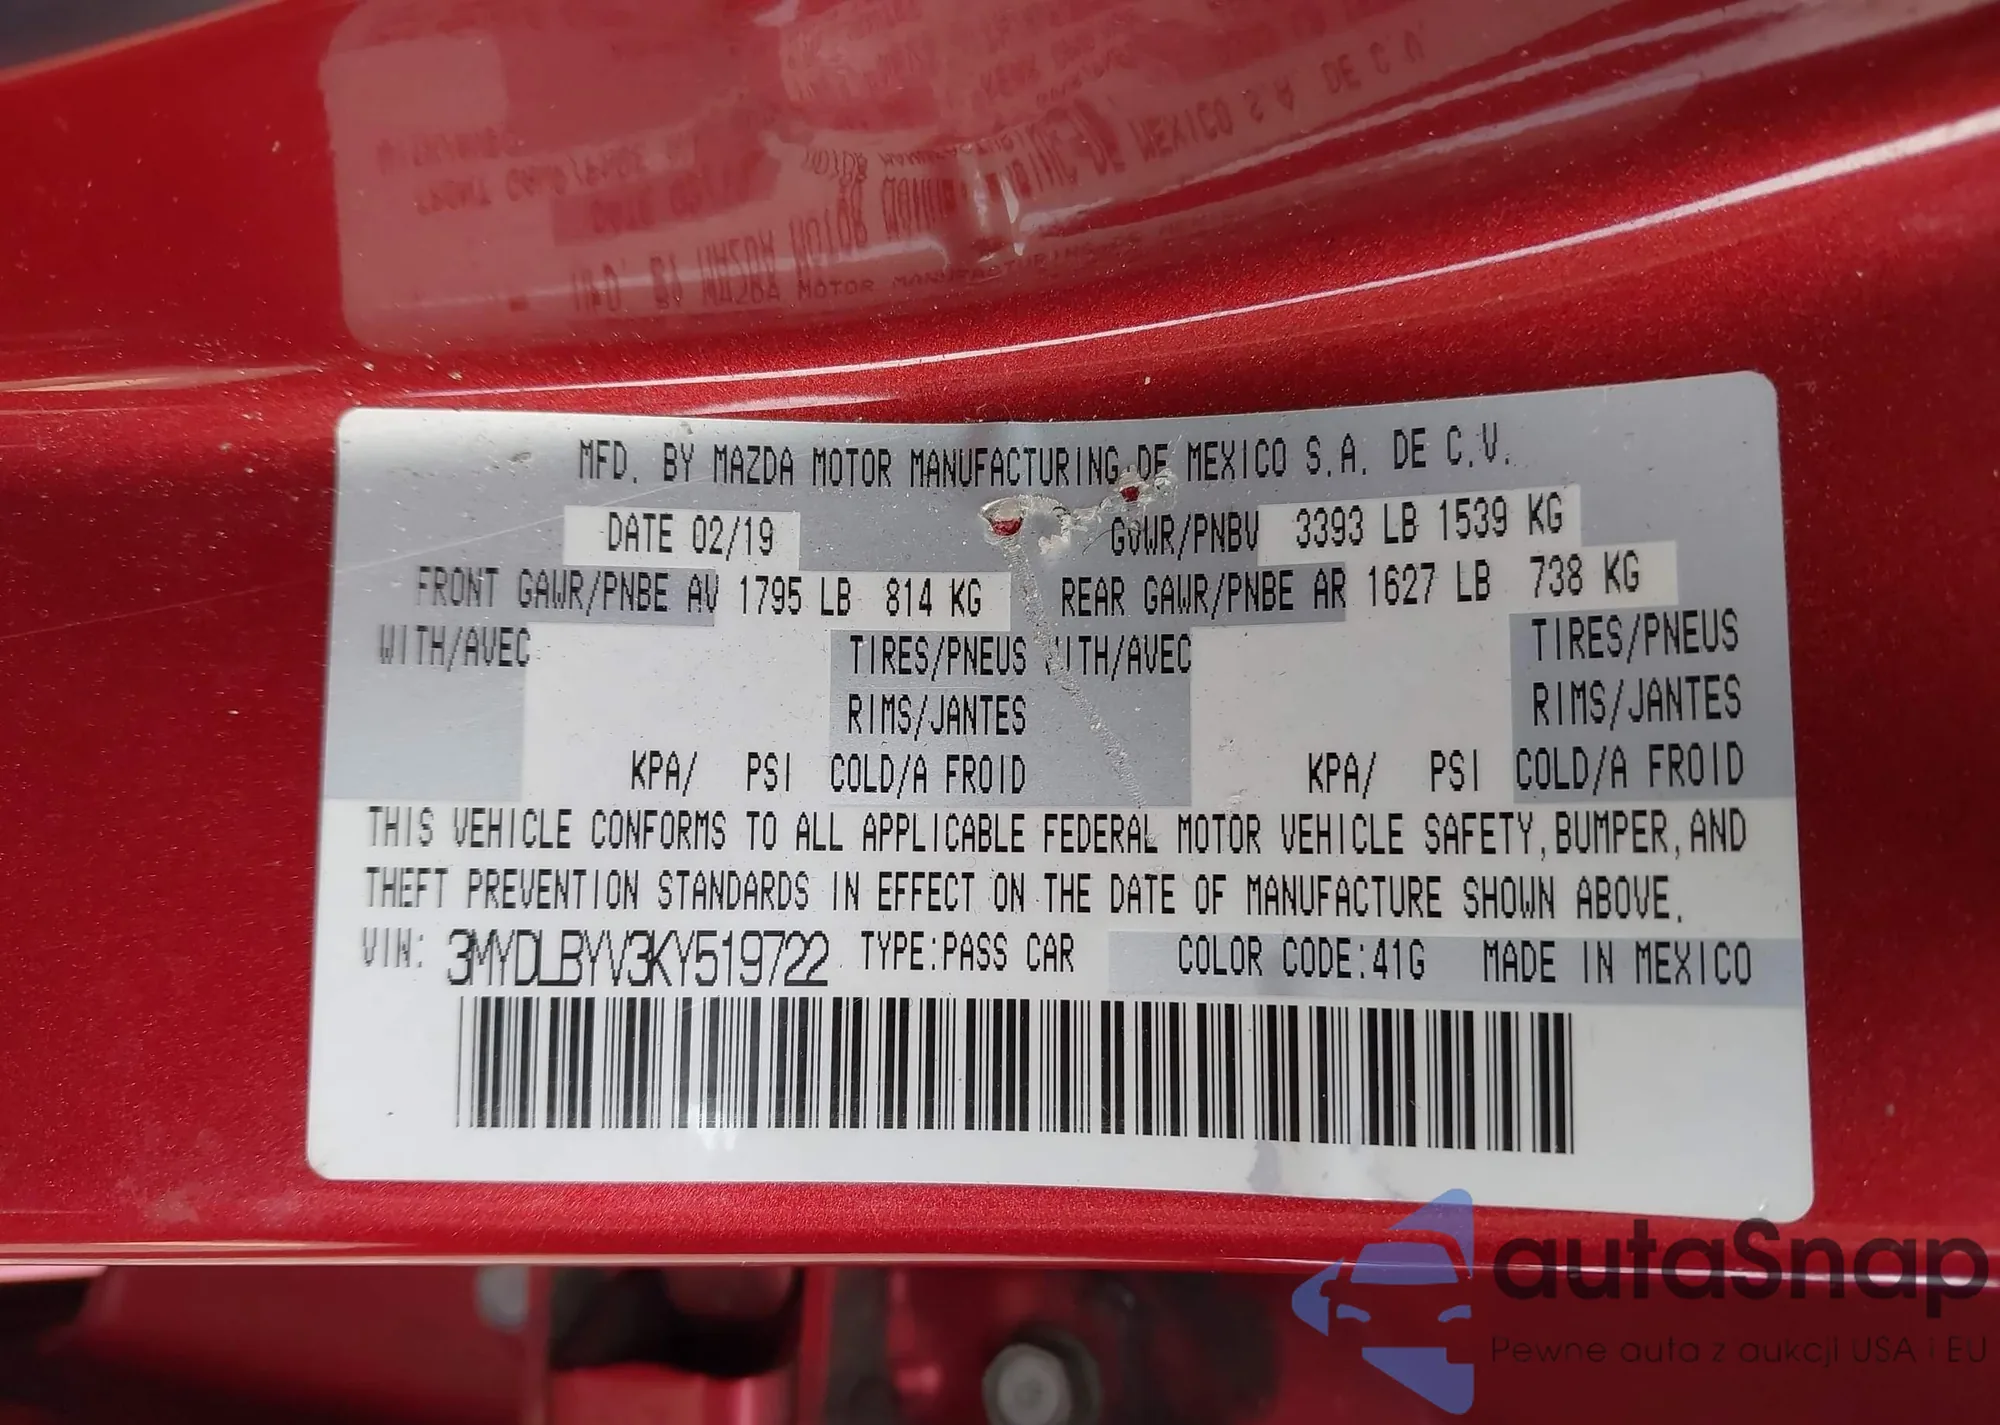 MFD. BY MAZDA MOTOR MANUFACTURING DE MEXICO S.A. DE C.V.
DATE 02/19 GVWR/PNBV 3393 LB 1539 KG
FRONT GAWR/PNBE AV 1795 LB 814 KG REAR GAWR/PNBE AR 1627 LB 738 KG
WITH/AVEC TIRES/PNEUS WITH/AVEC TIRES/PNEUS
RIMS/JANTES RIMS/JANTES
KPA/ PSI COLD/A FROID KPA/ PSI COLD/A FROID
THIS VEHICLE CONFORMS TO ALL APPLICABLE FEDERAL MOTOR VEHICLE SAFETY, BUMPER, AND
THEFT PREVENTION STANDARDS IN EFFECT ON THE DATE OF MANUFACTURE SHOWN ABOVE.
VIN: 3MYDLBYV3KY519722 TYPE:PASS CAR COLOR CODE:41G MADE IN MEXICO
autaSnap
Pewne auta z aukcji USA i EU